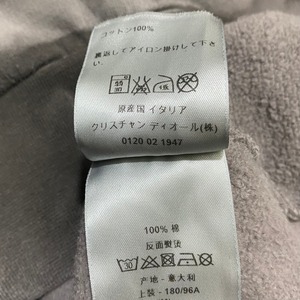 コットン100%
裏返してアイロン掛けして下さ
い.
原産国 イタリア
クリスチャン ディオール(株)
0120 02 1947
100% 棉
反面熨烫
产地 - 意大利
上装 - 180/96A